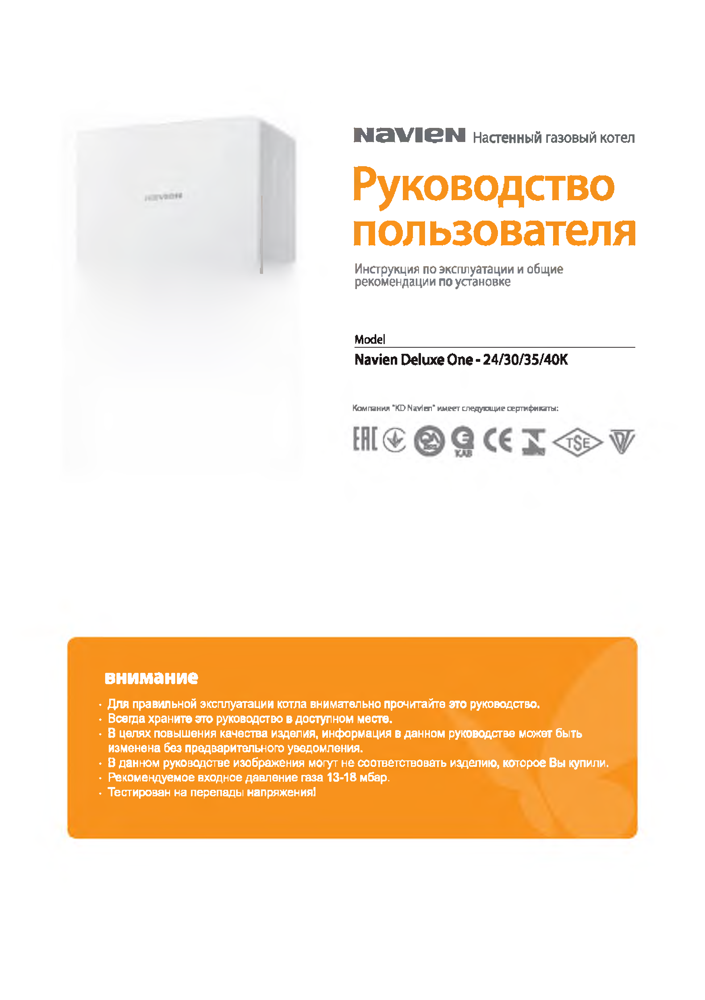 NAVIEN Настенный газовый котел
Руководство
пользователя
Инструкция по эксплуатации и общие
рекомендации по установке
Model
Navien Deluxe One - 24/30/35/40K
Компания "KD Navien" имеет следующие сертификаты:
EAC
KAB
CE
TSE
внимание
· Для правильной эксплуатации котла внимательно прочитайте это руководство.
· Всегда храните это руководство в доступном месте.
· В целях повышения качества изделия, информация в данном руководстве может быть
изменена без предварительного уведомления.
· В данном руководстве изображения могут не соответствовать изделию, которое Вы купили.
· Рекомендуемое входное давление газа 13-18 мбар.
· Тестирован на перепады напряжения!